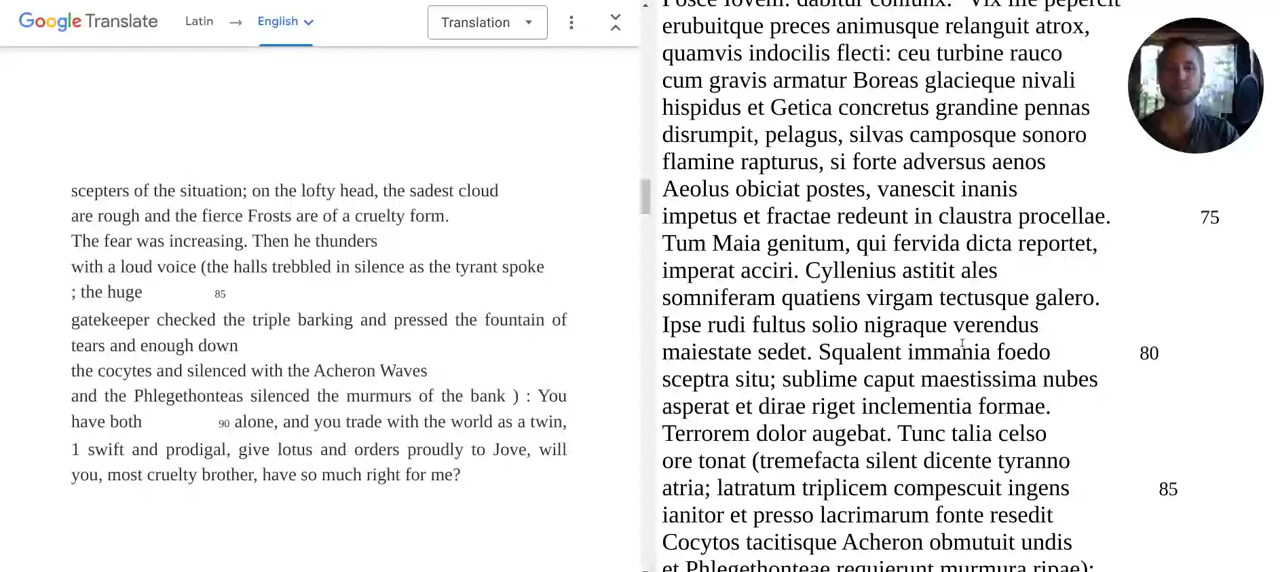 Google Translate Latin → English Translation
scepters of the situation; on the lofty head, the sadest cloud
are rough and the fierce Frosts are of a cruelty form.
The fear was increasing. Then he thunders
with a loud voice (the halls trebbled in silence as the tyrant spoke
; the huge 85
gatekeeper checked the triple barking and pressed the fountain of
tears and enough down
the cocytes and silenced with the Acheron Waves
and the Phlegethonteas silenced the murmurs of the bank ) : You
have both 90 alone, and you trade with the world as a twin,
1 swift and prodigal, give lotus and orders proudly to Jove, will
you, most cruelty brother, have so much right for me?
erubuitque preces animusque relanguit atrox,
quamvis indocilis flecti: ceu turbine rauco
cum gravis armatur Boreas glacieque nivali
hispidus et Getica concretus grandine pennas
disrumpit, pelagus, silvas camposque sonoro
flamine rapturus, si forte adversus aenos
Aeolus obiciat postes, vanescit inanis
impetus et fractae redeunt in claustra procellae. 75
Tum Maia genitum, qui fervida dicta reportet,
imperat acciri. Cyllenius astitit ales
somniferam quatiens virgam tectusque galero.
Ipse rudi fultus solio nigraque verendus
maiestate sedet. Squalent immania foedo 80
sceptra situ; sublime caput maestissima nubes
asperat et dirae riget inclementia formae.
Terrorem dolor augebat. Tunc talia celso
ore tonat (tremefacta silent dicente tyranno
atria; latratum triplicem compescuit ingens 85
ianitor et presso lacrimarum fonte resedit
Cocytos tacitisque Acheron obmutuit undis
et Phlegethonteae requierunt murmura ripae):